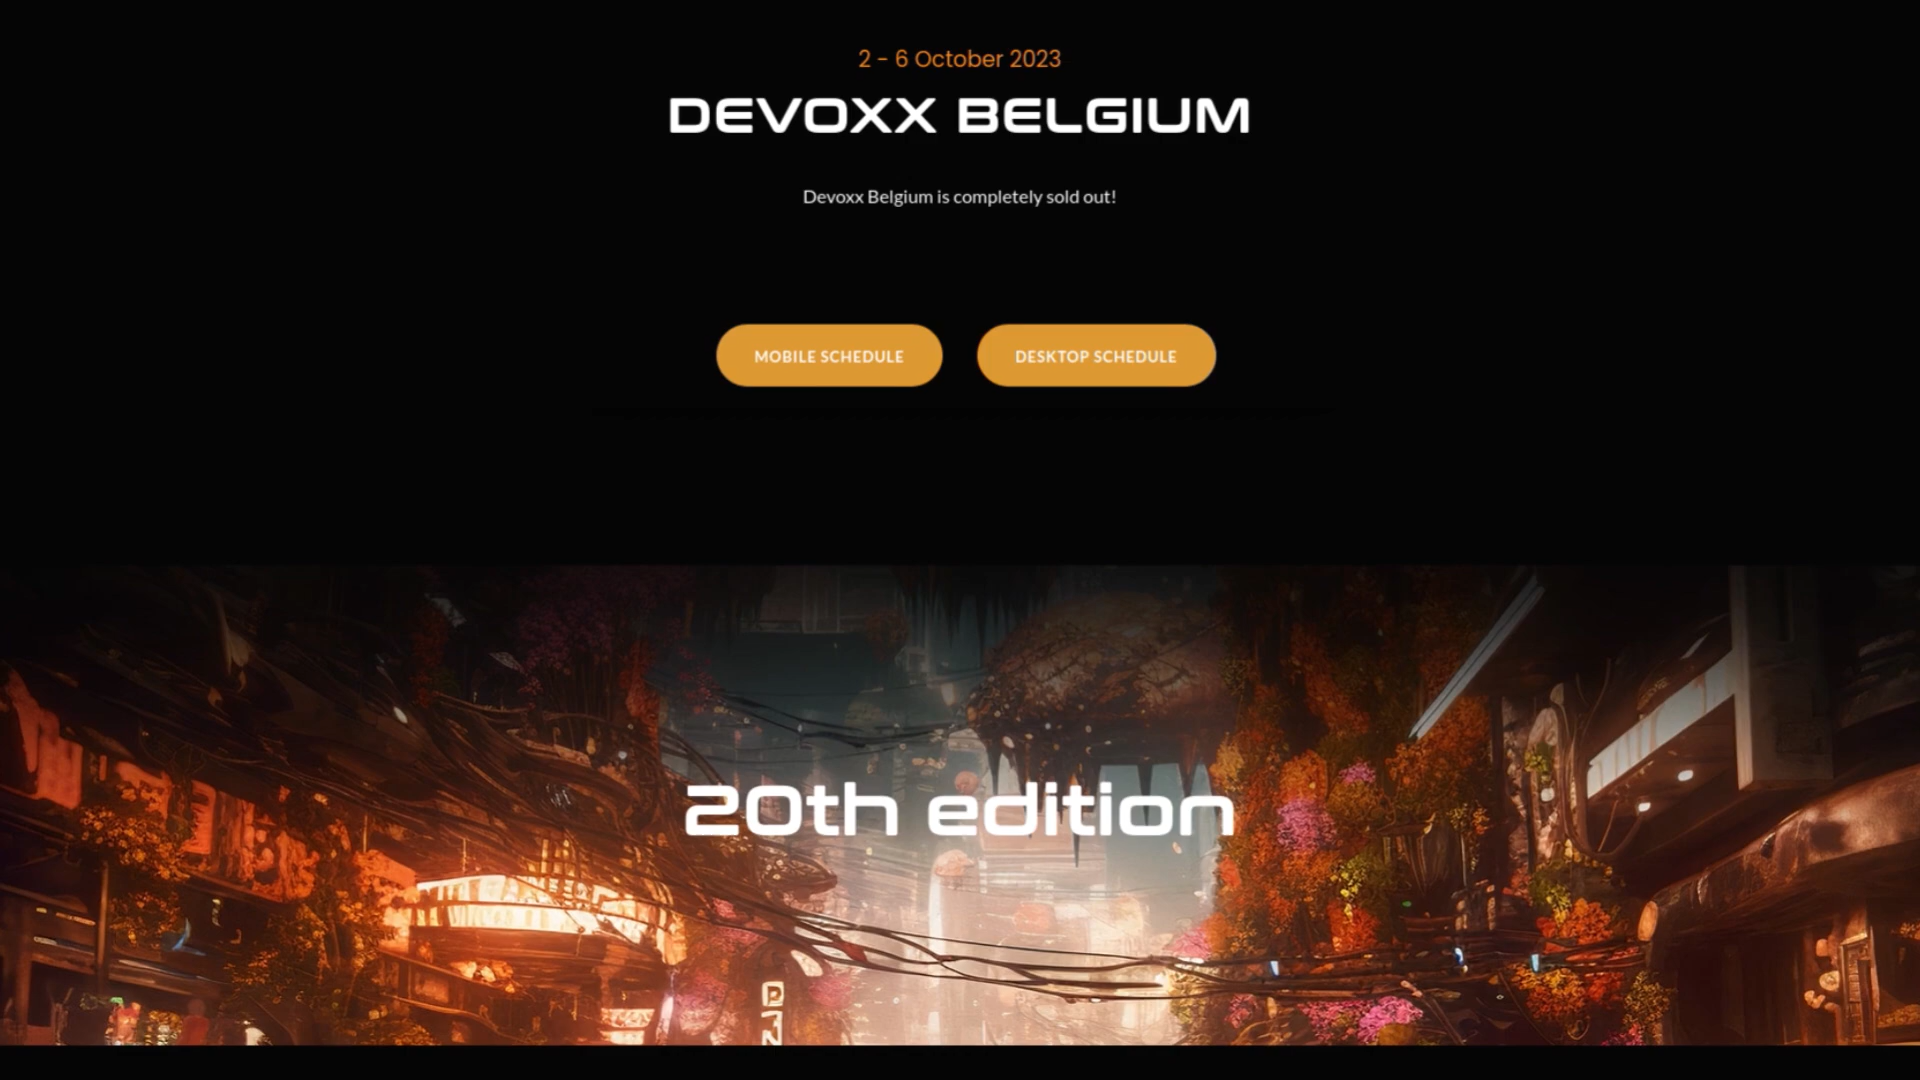 2 - 6 October 2023
DEVOXX BELGIUM
Devoxx Belgium is completely sold out!
MOBILE SCHEDULE
DESKTOP SCHEDULE
20th edition